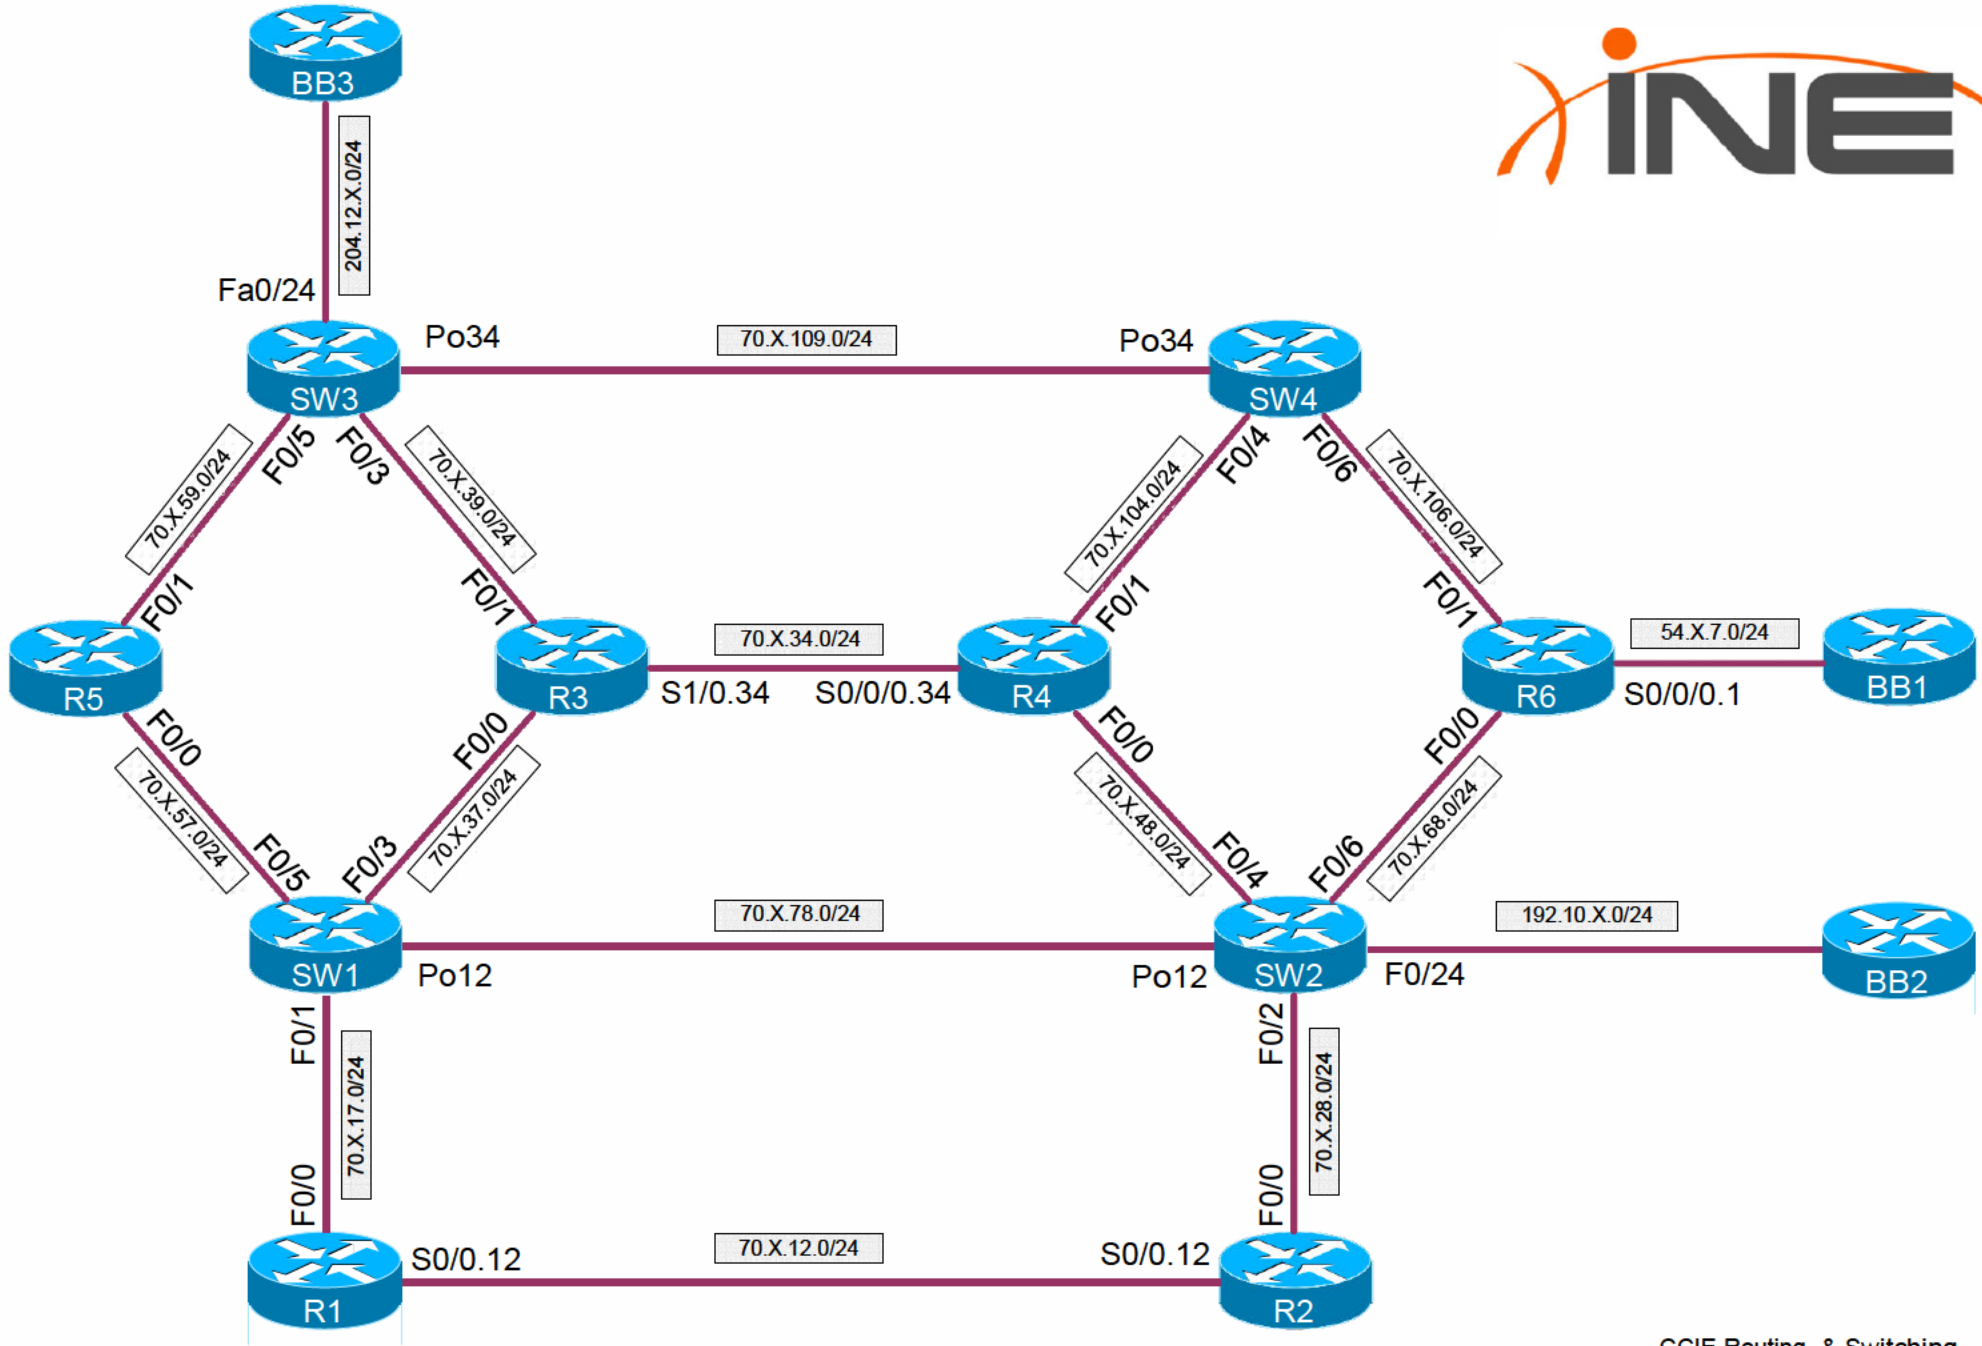 BB3
204.12.X.0/24
iNE
Fa0/24
Po34
70.X.109.0/24
Po34
SW3
SW4
F0/5
F0/3
F0/4
F0/6
70.X.59.0/24
70.X.39.0/24
70.X.104.0/24
70.X.106.0/24
F0/1
F0/1
F0/1
F0/1
70.X.34.0/24
54.X.7.0/24
R5
R3
S1/0.34
S0/0/0.34
R4
R6
S0/0/0.1
BB1
F0/0
F0/0
F0/0
F0/0
70.X.57.0/24
70.X.37.0/24
70.X.48.0/24
70.X.68.0/24
F0/5
F0/3
F0/4
F0/6
70.X.78.0/24
192.10.X.0/24
SW1
Po12
Po12
SW2
F0/24
BB2
F0/1
F0/2
70.X.17.0/24
70.X.28.0/24
F0/0
F0/0
70.X.12.0/24
S0/0.12
S0/0.12
R1
R2
CCIE Routing & Switching